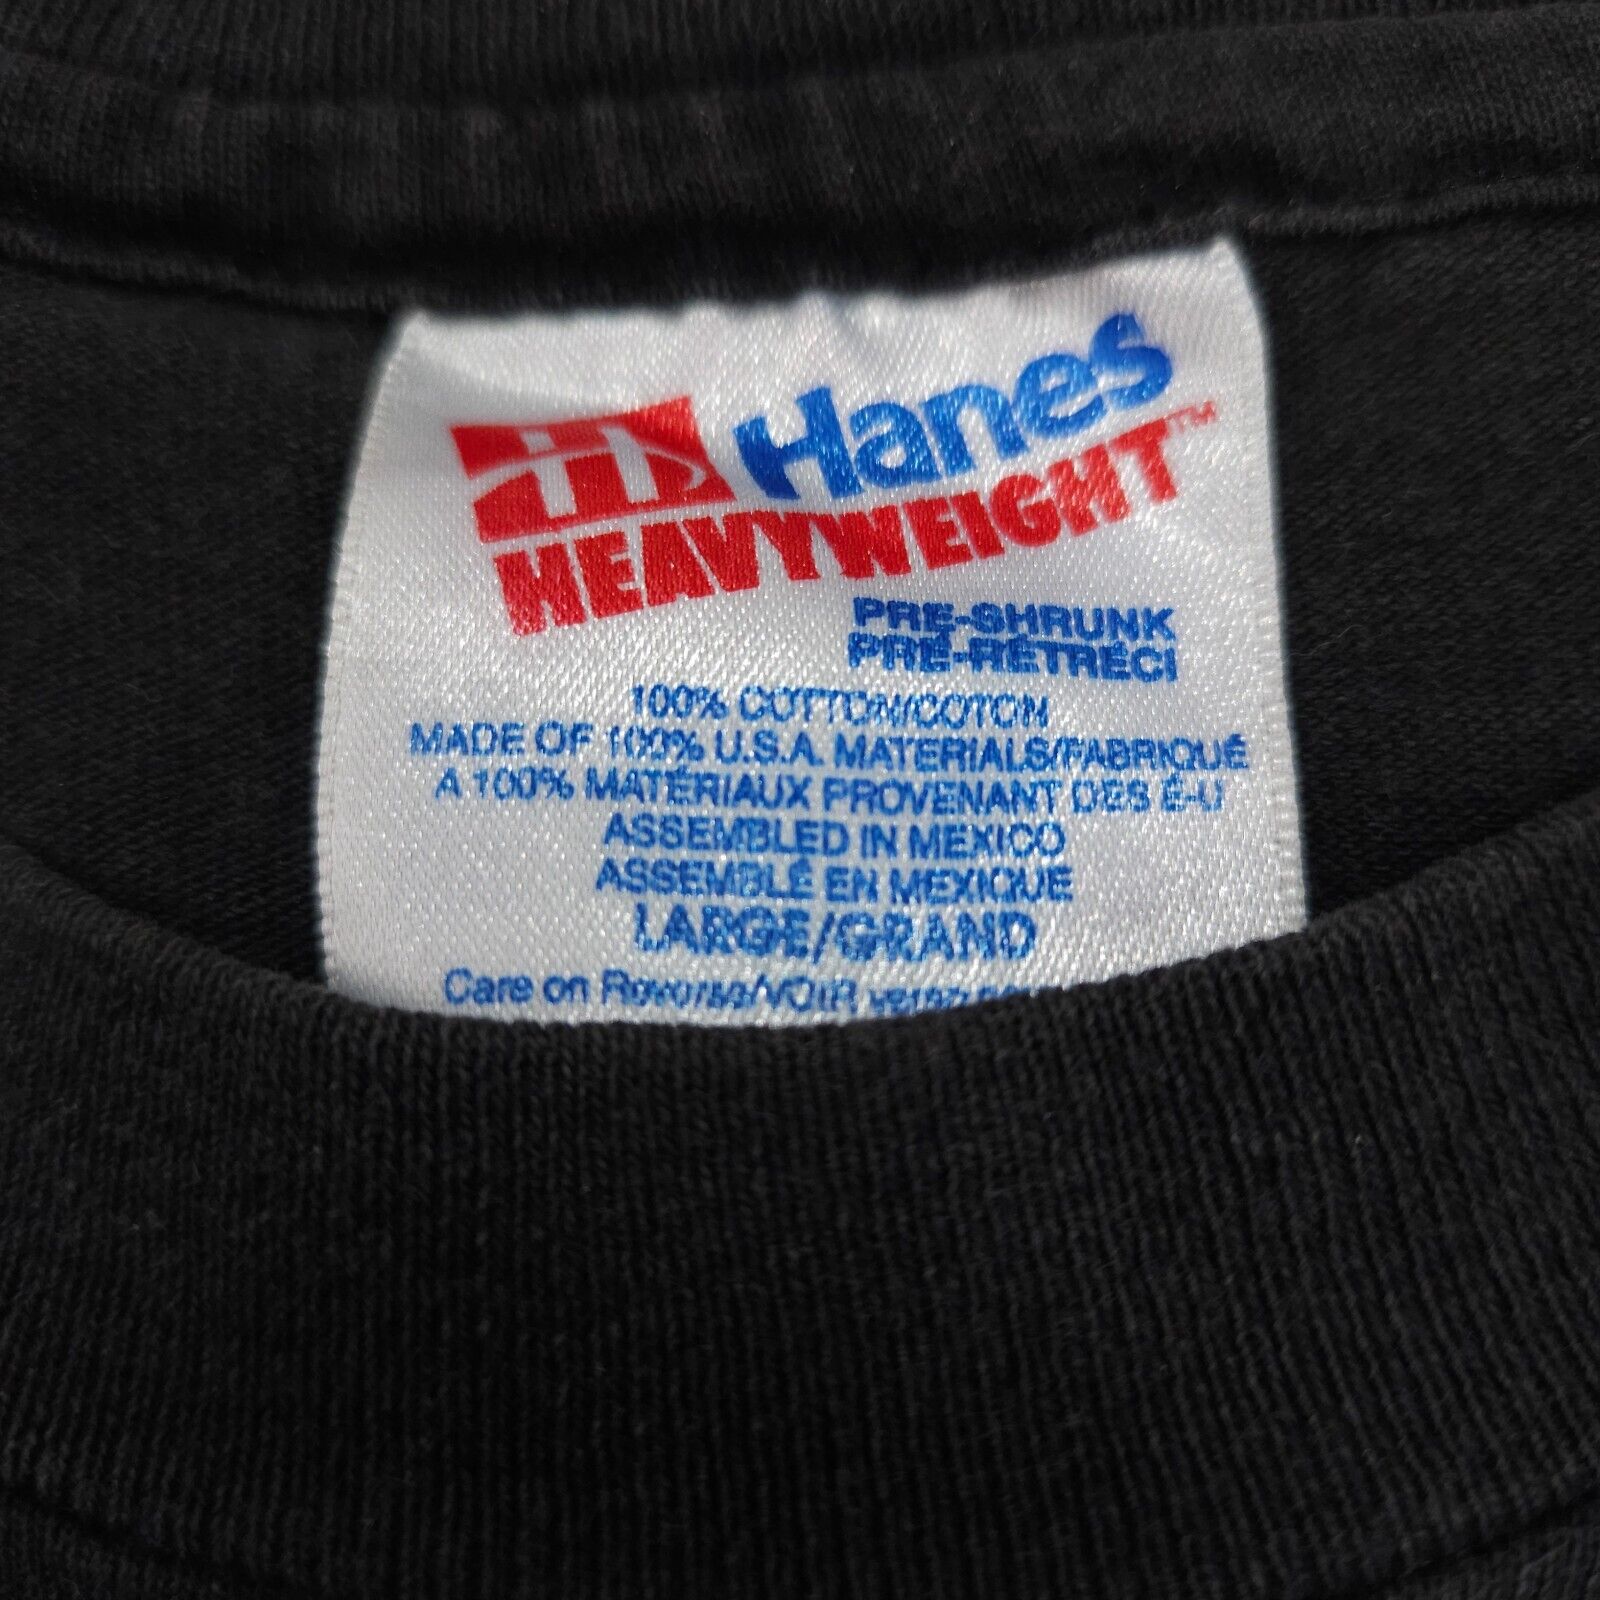 H Hanes
HEAVYWEIGHT™
PRE-SHRUNK
PRÉ-RÉTRÉCI
100% COTTON/COTON
MADE OF 100% U.S.A. MATERIALS/FABRIQUÉ
A 100% MATÉRIAUX PROVENANT DES É-U
ASSEMBLED IN MEXICO
ASSEMBLÉ EN MEXIQUE
LARGE/GRAND
Care on Reverse/VOIR